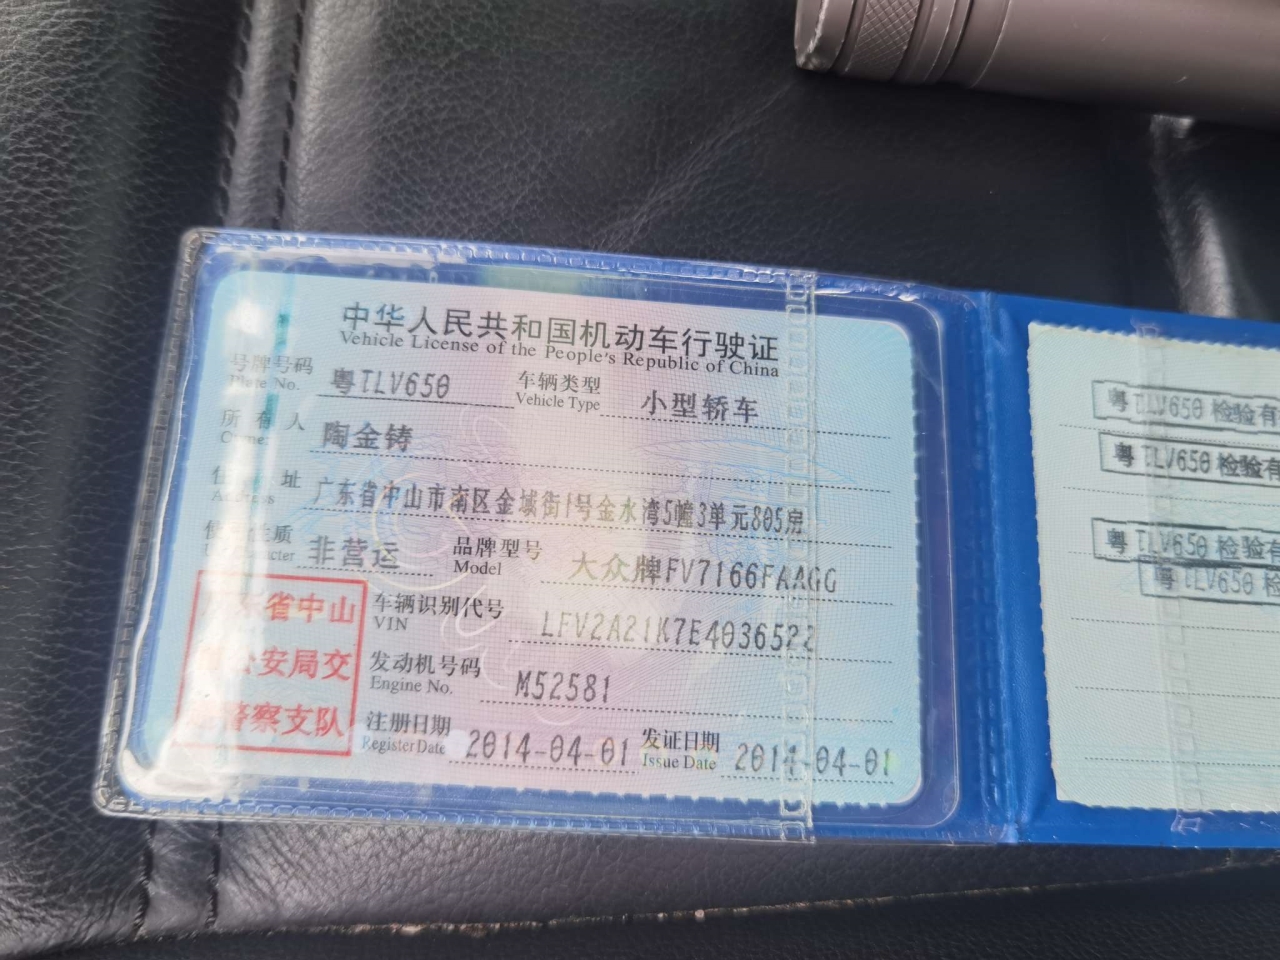 中华人民共和国机动车行驶证
Vehicle License of the People's Republic of China
号牌号码 粤TLV650 车辆类型 小型轿车
Plate No. Vehicle Type
所有人 陶金铸
Owner
住址 广东省中山市南区金城街1号金水湾5幢3单元805房
Address
使用性质 非营运 品牌型号 大众牌FV7166FAAGG
Use Character Model
车辆识别代号 LFV2A21K7E4036522
VIN
发动机号码 M52581
Engine No.
注册日期 2014-04-01 发证日期 2014-04-01
Register Date Issue Date
广东省中山
市公安局交
通警察支队
粤TLV650 检验有
粤TLV650 检验有
粤TLV650 检验有
粤TLV650 检